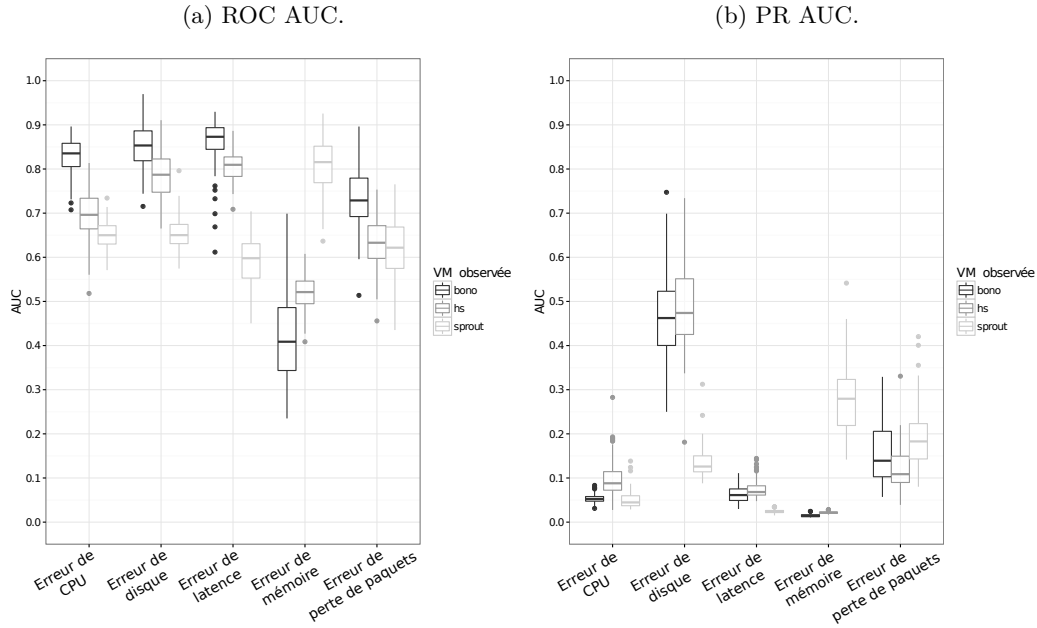 (a) ROC AUC.
1.0
0.9
0.8
0.7
0.6
0.5
0.4
0.3
0.2
0.1
0.0
AUC
Erreur de
CPU
Erreur de
disque
Erreur de
latence
Erreur de
mémoire
Erreur de
perte de paquets
VM observée
bono
hs
sprout
(b) PR AUC.
1.0
0.9
0.8
0.7
0.6
0.5
0.4
0.3
0.2
0.1
0.0
AUC
Erreur de
CPU
Erreur de
disque
Erreur de
latence
Erreur de
mémoire
Erreur de
perte de paquets
VM observée
bono
hs
sprout